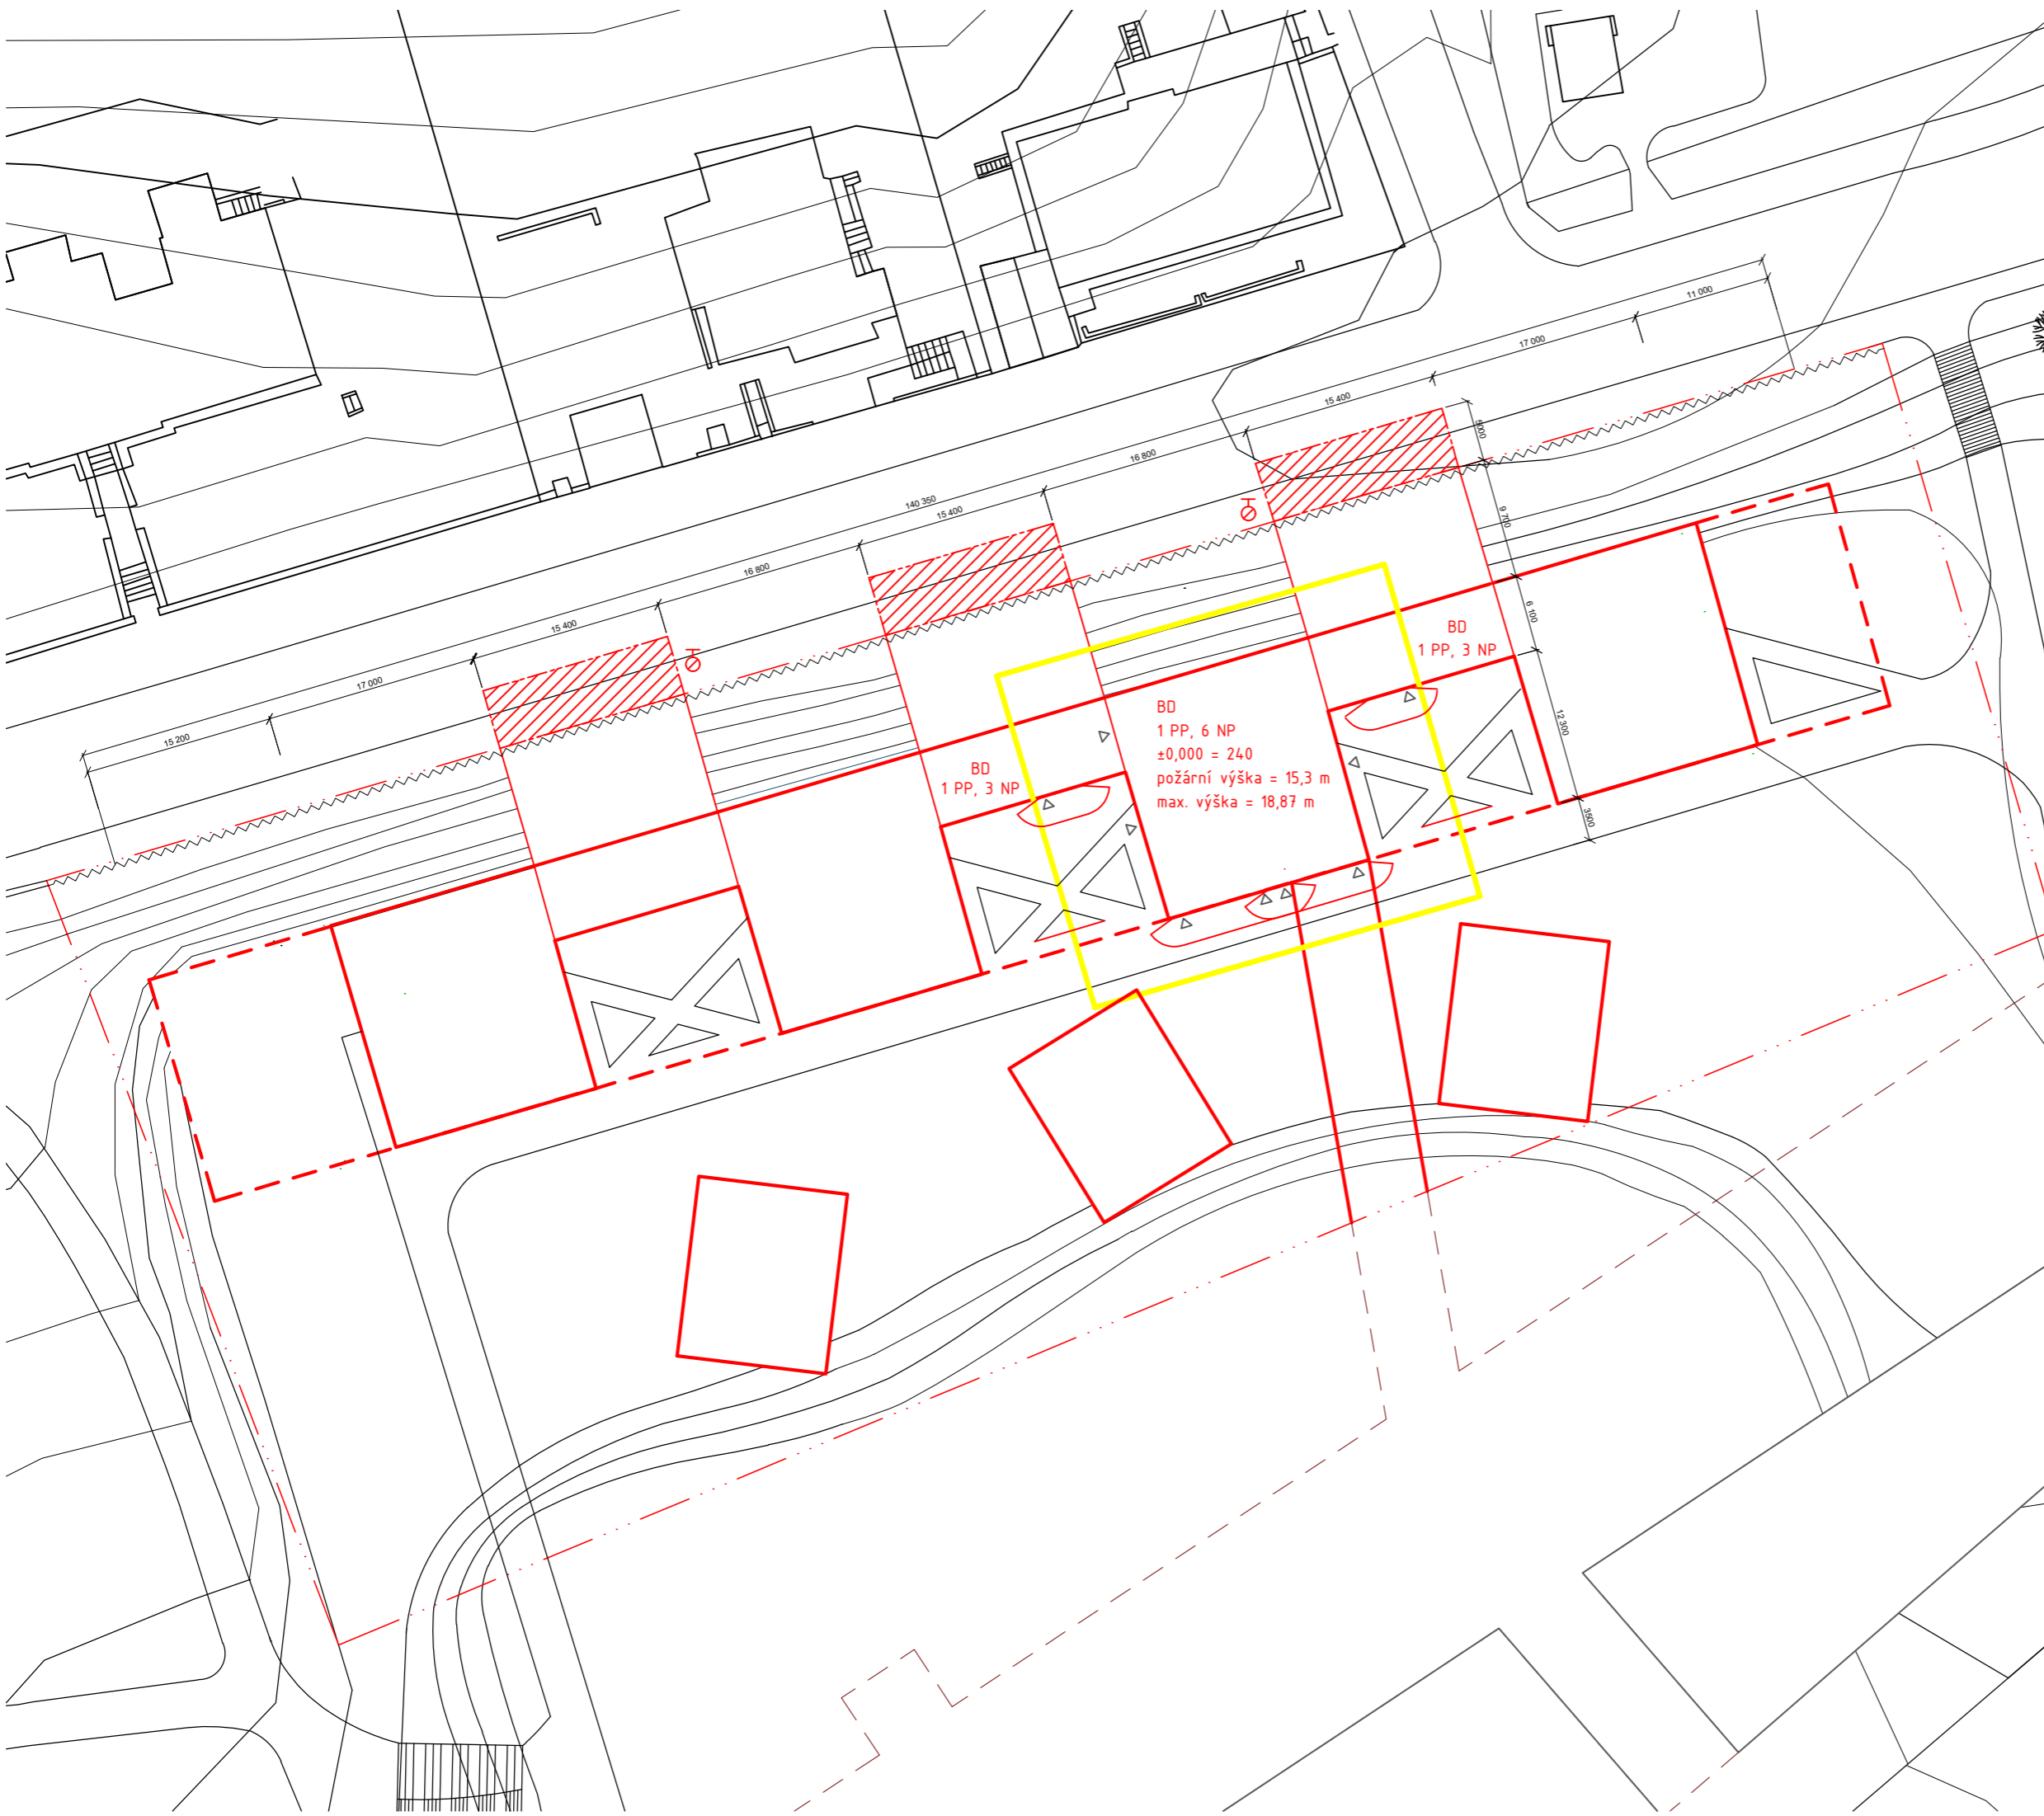 11 000
17 000
15 400
5000
16 800
140 350
15 400
9 700
16 800
6 100
15 400
BD
1 PP, 3 NP
17 000
BD
1 PP, 6 NP
±0,000 = 240
požární výška = 15,3 m
max. výška = 18,87 m
12 300
15 200
BD
1 PP, 3 NP
3500